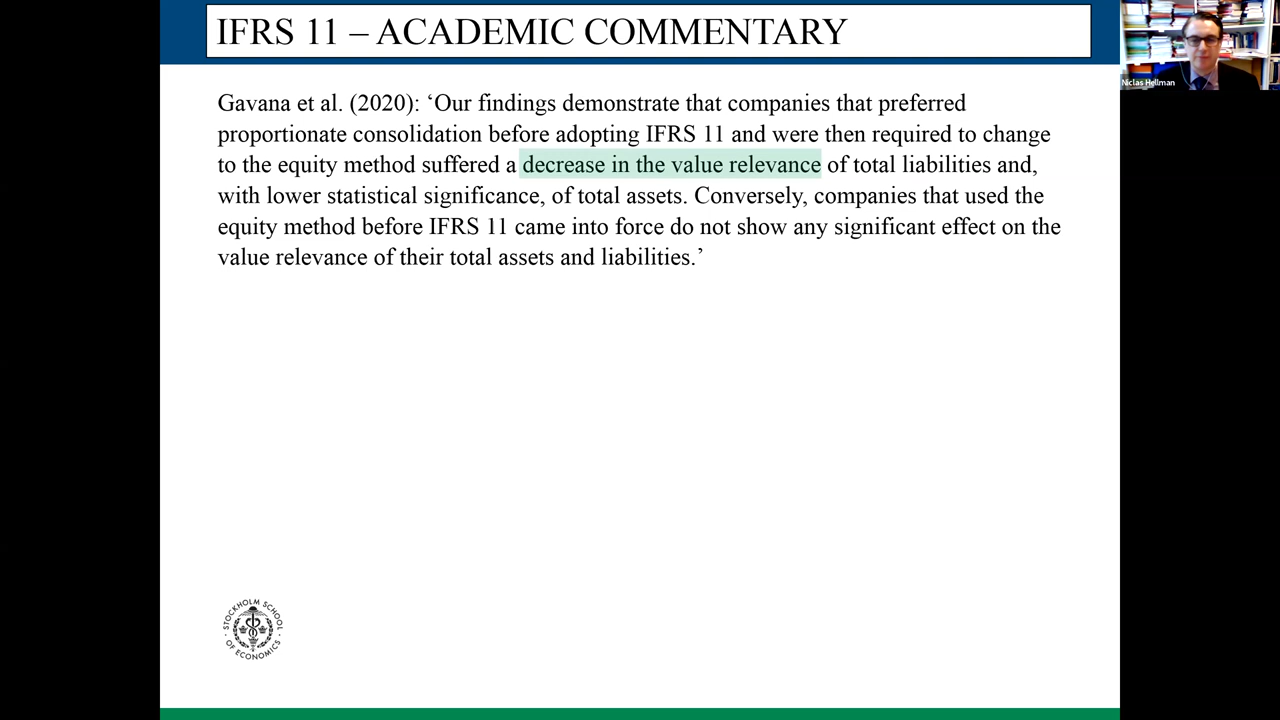 IFRS 11 – ACADEMIC COMMENTARY
Niclas Hellman
Gavana et al. (2020): ‘Our findings demonstrate that companies that preferred
proportionate consolidation before adopting IFRS 11 and were then required to change
to the equity method suffered a decrease in the value relevance of total liabilities and,
with lower statistical significance, of total assets. Conversely, companies that used the
equity method before IFRS 11 came into force do not show any significant effect on the
value relevance of their total assets and liabilities.’
STOCKHOLM SCHOOL
OF ECONOMICS